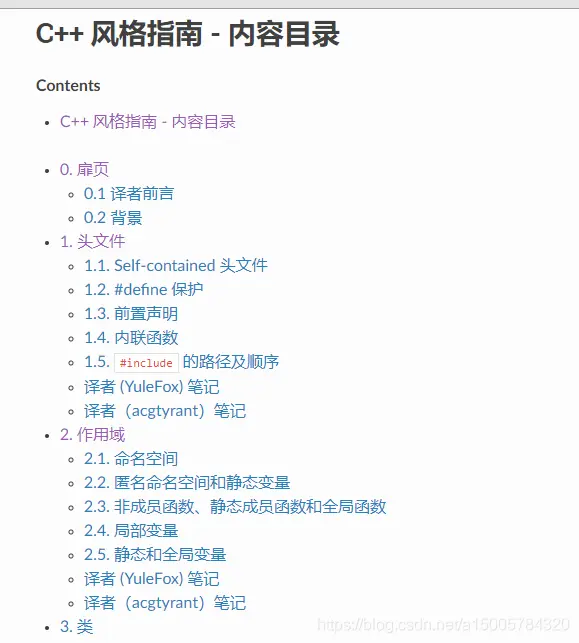 C++ 风格指南 - 内容目录
Contents
C++ 风格指南 - 内容目录
0. 扉页
0.1 译者前言
0.2 背景
1. 头文件
1.1. Self-contained 头文件
1.2. #define 保护
1.3. 前置声明
1.4. 内联函数
1.5. #include 的路径及顺序
译者 (YuleFox) 笔记
译者（acgtyrant）笔记
2. 作用域
2.1. 命名空间
2.2. 匿名命名空间和静态变量
2.3. 非成员函数、静态成员函数和全局函数
2.4. 局部变量
2.5. 静态和全局变量
译者 (YuleFox) 笔记
译者（acgtyrant）笔记
3. 类
https://blog.csdn.net/a15005784320